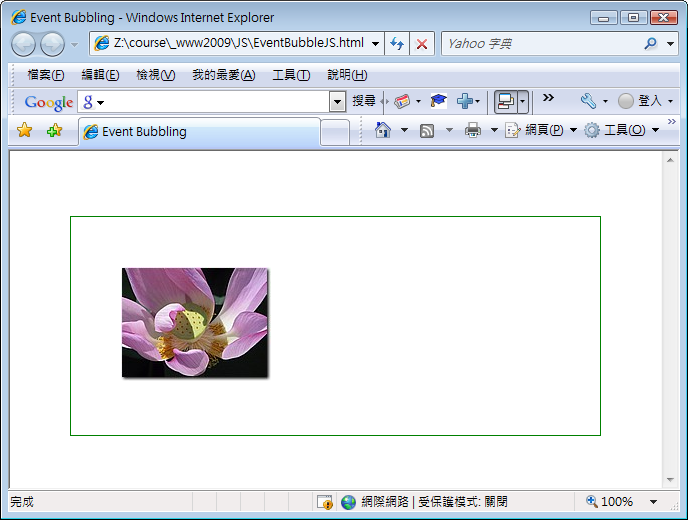 Event Bubbling - Windows Internet Explorer
Z:\course\_www2009\JS\EventBubbleJS.html
Yahoo 字典
檔案(F) 編輯(E) 檢視(V) 我的最愛(A) 工具(T) 說明(H)
Google g 搜尋 登入
Event Bubbling 網頁(P) 工具(O)
完成 網際網路 | 受保護模式: 關閉 100%